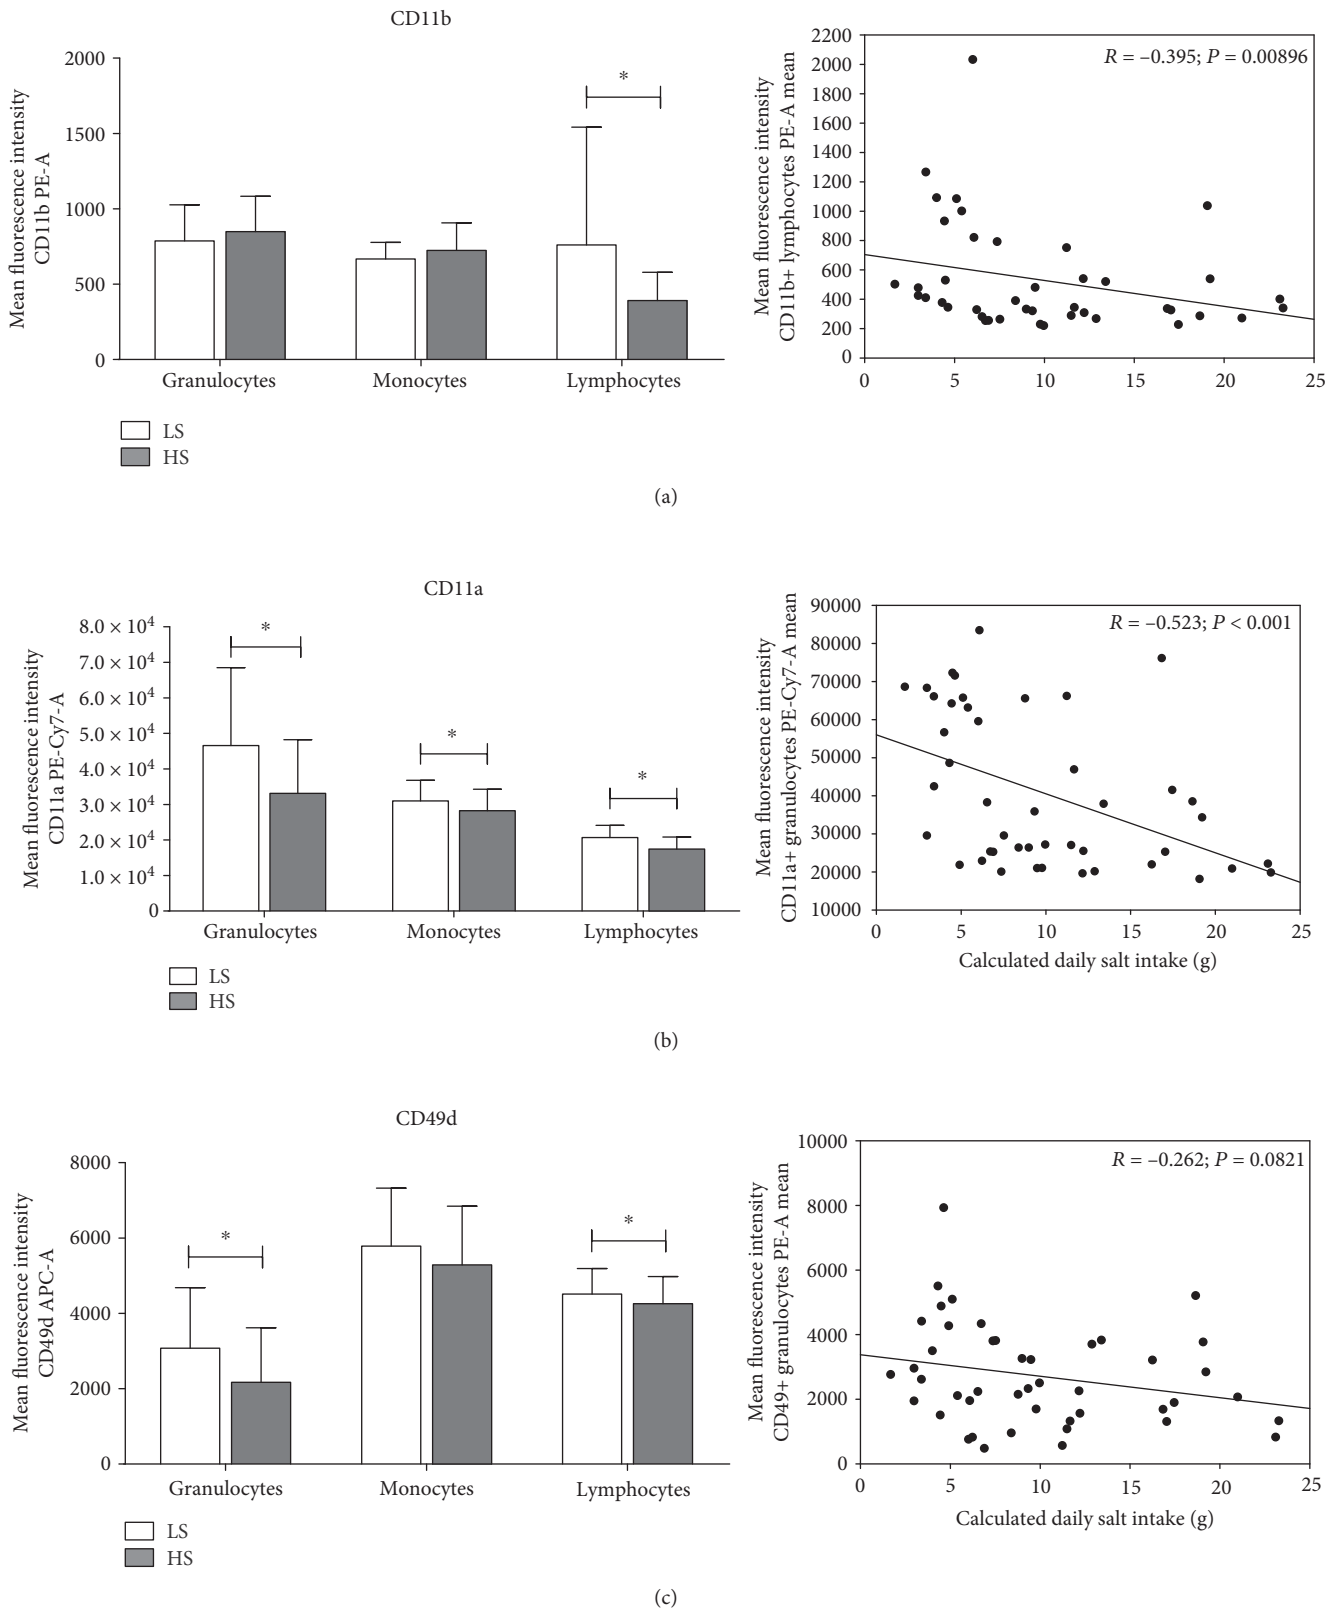 CD11b
Mean fluorescence intensity
CD11b PE-A
2000
1500
1000
500
0
*
Granulocytes
Monocytes
Lymphocytes
LS
HS
Mean fluorescence intensity
CD11b+ lymphocytes PE-A mean
2200
2000
1800
1600
1400
1200
1000
800
600
400
200
0
R = –0.395; P = 0.00896
0
5
10
15
20
25
(a)
CD11a
Mean fluorescence intensity
CD11a PE-Cy7-A
8.0 × 10⁴
7.0 × 10⁴
6.0 × 10⁴
5.0 × 10⁴
4.0 × 10⁴
3.0 × 10⁴
2.0 × 10⁴
1.0 × 10⁴
0
*
*
*
Granulocytes
Monocytes
Lymphocytes
LS
HS
Mean fluorescence intensity
CD11a+ granulocytes PE-Cy7-A mean
90000
80000
70000
60000
50000
40000
30000
20000
10000
R = –0.523; P < 0.001
0
5
10
15
20
25
Calculated daily salt intake (g)
(b)
CD49d
Mean fluorescence intensity
CD49d APC-A
8000
6000
4000
2000
0
*
*
Granulocytes
Monocytes
Lymphocytes
LS
HS
Mean fluorescence intensity
CD49+ granulocytes PE-A mean
10000
8000
6000
4000
2000
0
R = –0.262; P = 0.0821
0
5
10
15
20
25
Calculated daily salt intake (g)
(c)